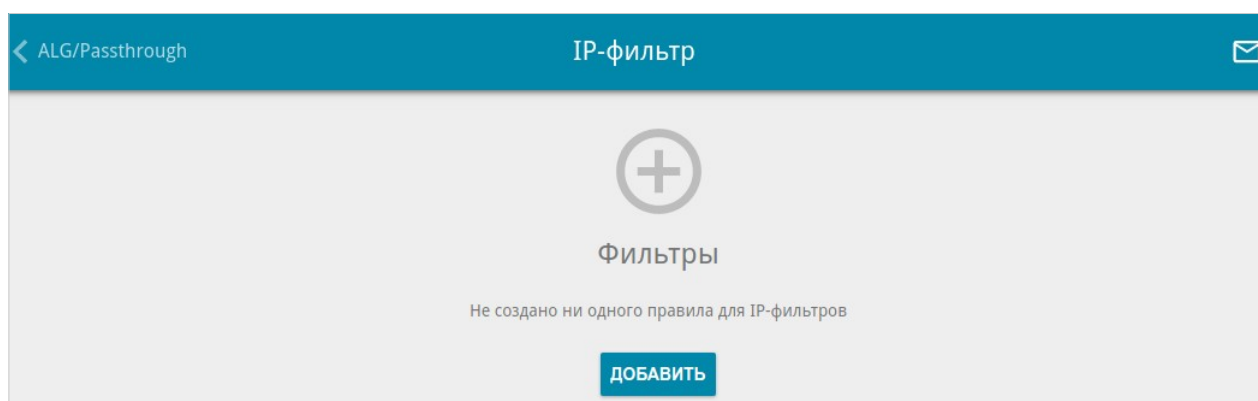 ALG/Passthrough
IP-фильтр
Фильтры
Не создано ни одного правила для IP-фильтров
ДОБАВИТЬ